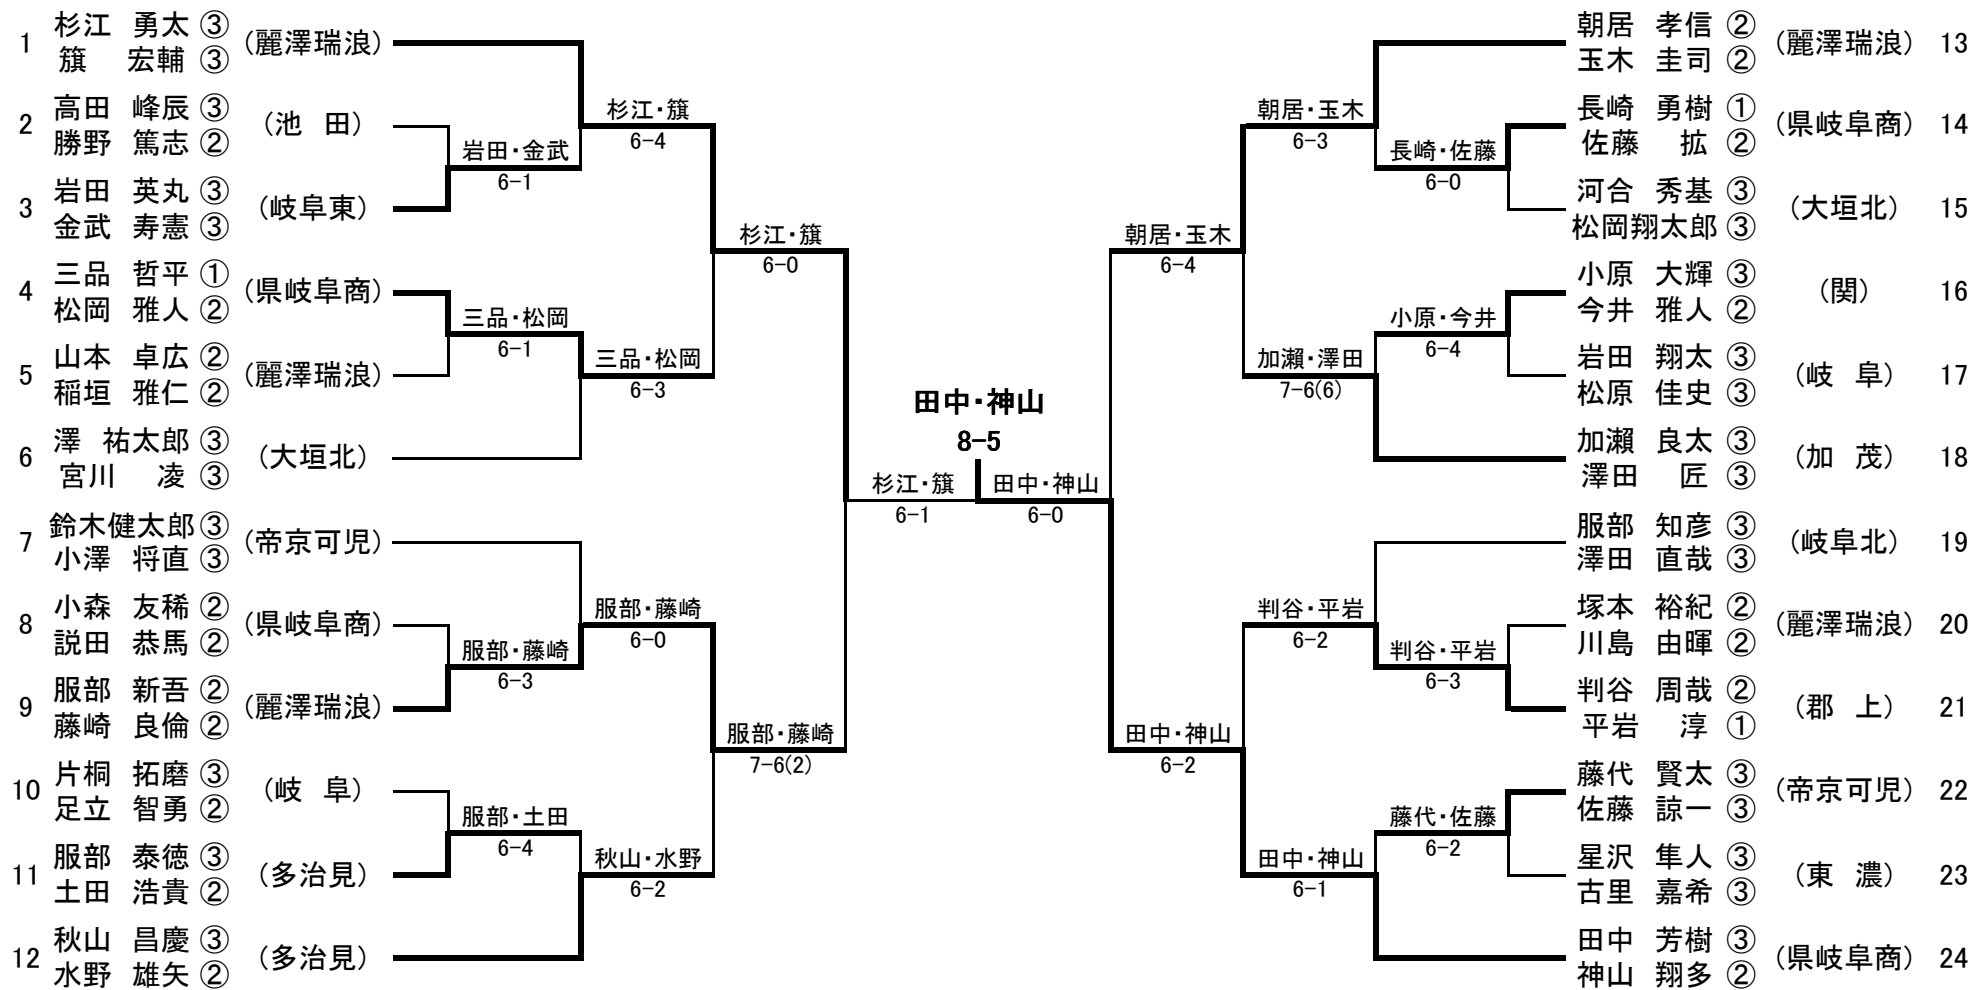 1 杉江 勇太 ③ (麗澤瑞浪)
籏 宏輔 ③
2 高田 峰辰 ③ (池 田)
勝野 篤志 ②
3 岩田 英丸 ③ (岐阜東)
金武 寿憲 ③
4 三品 哲平 ① (県岐阜商)
松岡 雅人 ②
5 山本 卓広 ② (麗澤瑞浪)
稲垣 雅仁 ②
6 澤 祐太郎 ③ (大垣北)
宮川 凌 ③
7 鈴木健太郎 ③ (帝京可児)
小澤 将直 ③
8 小森 友稀 ② (県岐阜商)
説田 恭馬 ②
9 服部 新吾 ② (麗澤瑞浪)
藤崎 良倫 ②
10 片桐 拓磨 ③ (岐 阜)
足立 智勇 ②
11 服部 泰徳 ③ (多治見)
土田 浩貴 ②
12 秋山 昌慶 ③ (多治見)
水野 雄矢 ②
岩田・金武
6-1
三品・松岡
6-1
服部・藤崎
6-3
服部・土田
6-4
杉江・籏
6-4
三品・松岡
6-3
服部・藤崎
6-0
秋山・水野
6-2
杉江・籏
6-0
服部・藤崎
7-6(2)
杉江・籏
6-1
田中・神山
8-5
田中・神山
6-0
朝居・玉木
6-4
田中・神山
6-2
朝居・玉木
6-3
加瀬・澤田
7-6(6)
判谷・平岩
6-2
田中・神山
6-1
長崎・佐藤
6-0
小原・今井
6-4
判谷・平岩
6-3
藤代・佐藤
6-2
朝居 孝信 ② (麗澤瑞浪) 13
玉木 圭司 ②
長崎 勇樹 ① (県岐阜商) 14
佐藤 拡 ②
河合 秀基 ③ (大垣北) 15
松岡翔太郎 ③
小原 大輝 ③ (関) 16
今井 雅人 ②
岩田 翔太 ③ (岐 阜) 17
松原 佳史 ③
加瀬 良太 ③ (加 茂) 18
澤田 匠 ③
服部 知彦 ③ (岐阜北) 19
澤田 直哉 ③
塚本 裕紀 ② (麗澤瑞浪) 20
川島 由暉 ②
判谷 周哉 ② (郡 上) 21
平岩 淳 ①
藤代 賢太 ③ (帝京可児) 22
佐藤 諒一 ③
星沢 隼人 ③ (東 濃) 23
古里 嘉希 ③
田中 芳樹 ③ (県岐阜商) 24
神山 翔多 ②